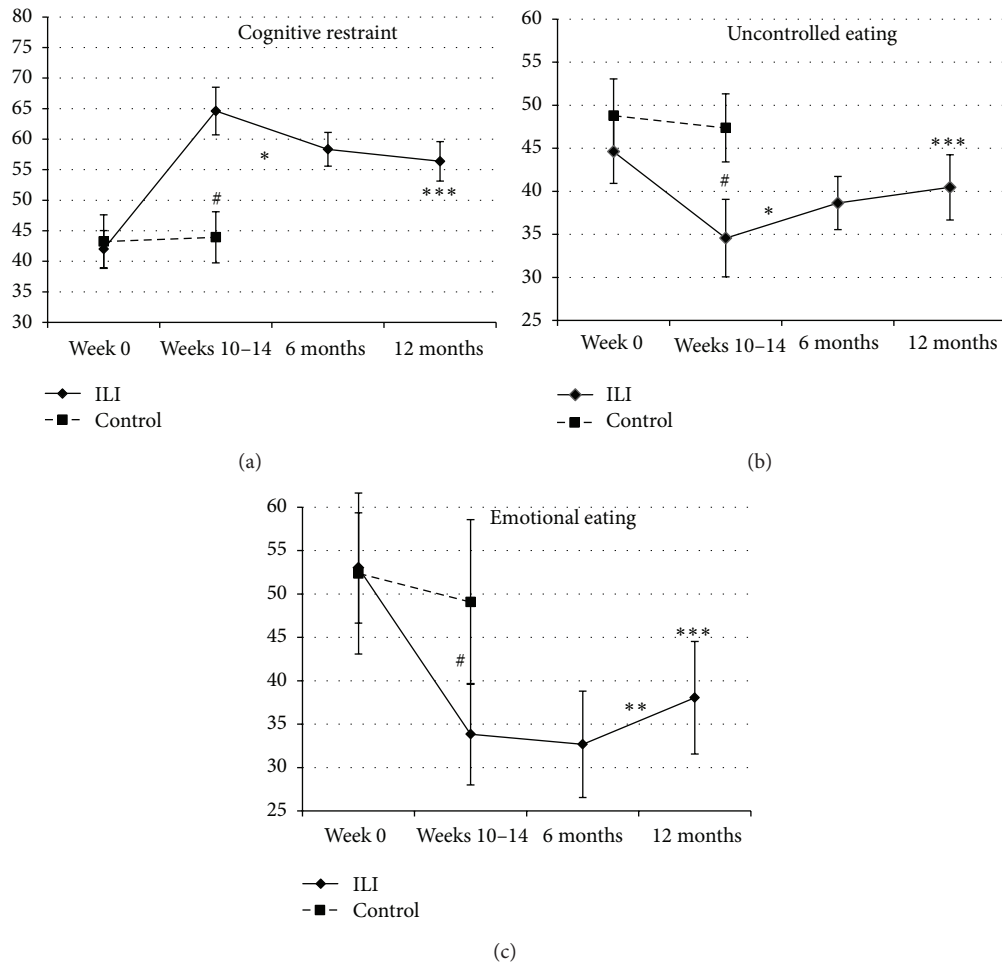 Cognitive restraint
80
75
70
65
60
55
50
45
40
35
30
*
#
***
Week 0 Weeks 10–14 6 months 12 months
ILI
Control
(a)
Uncontrolled eating
60
55
50
45
40
35
30
25
***
#
*
Week 0 Weeks 10–14 6 months 12 months
ILI
Control
(b)
Emotional eating
60
55
50
45
40
35
30
25
***
#
**
Week 0 Weeks 10–14 6 months 12 months
ILI
Control
(c)